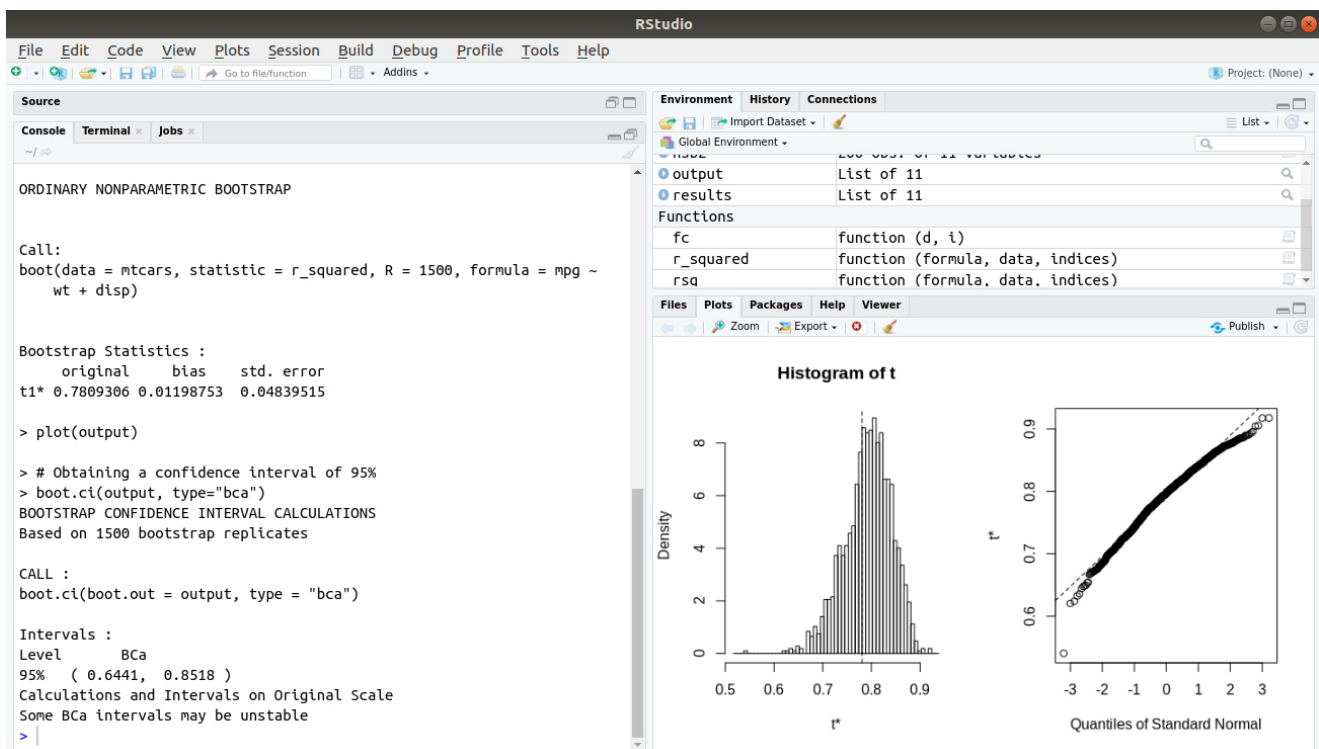 RStudio
File Edit Code View Plots Session Build Debug Profile Tools Help
Go to file/function Addins Project: (None)
Source
Console Terminal Jobs
~/
ORDINARY NONPARAMETRIC BOOTSTRAP
Call:
boot(data = mtcars, statistic = r_squared, R = 1500, formula = mpg ~
wt + disp)
Bootstrap Statistics :
original bias std. error
t1* 0.7809306 0.01198753 0.04839515
> plot(output)
> # Obtaining a confidence interval of 95%
> boot.ci(output, type="bca")
BOOTSTRAP CONFIDENCE INTERVAL CALCULATIONS
Based on 1500 bootstrap replicates
CALL :
boot.ci(boot.out = output, type = "bca")
Intervals :
Level BCa
95% ( 0.6441, 0.8518 )
Calculations and Intervals on Original Scale
Some BCa intervals may be unstable
>
Environment History Connections
Import Dataset List
Global Environment
output List of 11
results List of 11
Functions
fc function (d, i)
r_squared function (formula, data, indices)
rsq function (formula, data, indices)
Files Plots Packages Help Viewer
Zoom Export Publish
Histogram of t
Density
0 2 4 6 8
0.5 0.6 0.7 0.8 0.9
t*
t*
0.6 0.7 0.8 0.9
-3 -2 -1 0 1 2 3
Quantiles of Standard Normal